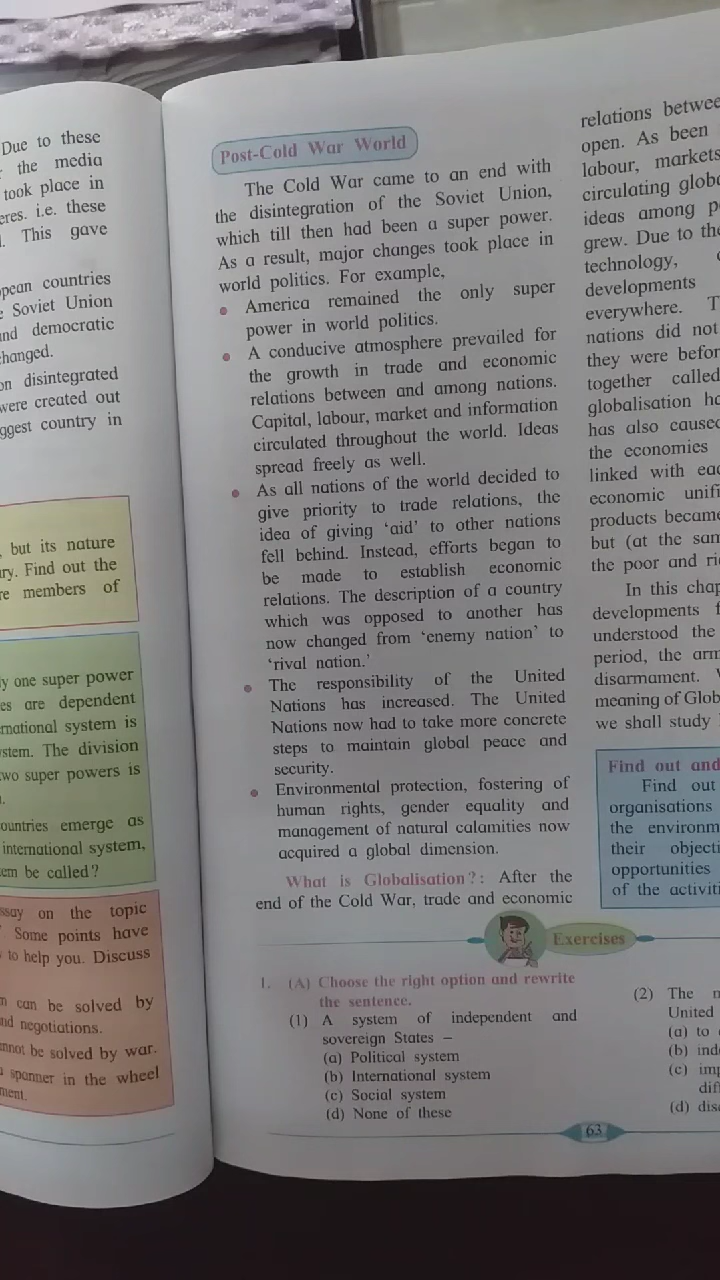 Due to these
the media
took place in
eres. i.e. these
This gave
pean countries
Soviet Union
and democratic
changed.
on disintegrated
were created out
ggest country in
, but its nature
ry. Find out the
re members of
y one super power
es are dependent
rnational system is
stem. The division
two super powers is
ountries emerge as
international system,
em be called?
ssay on the topic
Some points have
to help you. Discuss
n can be solved by
nd negotiations.
nnot be solved by war.
spanner in the wheel
ment.
Post-Cold War World
The Cold War came to an end with
the disintegration of the Soviet Union,
which till then had been a super power.
As a result, major changes took place in
world politics. For example,
• America remained the only super
power in world politics.
• A conducive atmosphere prevailed for
the growth in trade and economic
relations between and among nations.
Capital, labour, market and information
circulated throughout the world. Ideas
spread freely as well.
• As all nations of the world decided to
give priority to trade relations, the
idea of giving 'aid' to other nations
fell behind. Instead, efforts began to
be made to establish economic
relations. The description of a country
which was opposed to another has
now changed from 'enemy nation' to
'rival nation.'
• The responsibility of the United
Nations has increased. The United
Nations now had to take more concrete
steps to maintain global peace and
security.
• Environmental protection, fostering of
human rights, gender equality and
management of natural calamities now
acquired a global dimension.
What is Globalisation?: After the
end of the Cold War, trade and economic
relations betwee
open. As been
labour, markets
circulating globa
ideas among p
grew. Due to the
technology,
developments
everywhere. T
nations did not
they were befor
together called
globalisation ha
has also caused
the economies
linked with eac
economic unifi
products became
but (at the sam
the poor and ri
In this chap
developments f
understood the
period, the arm
disarmament. W
meaning of Glob
we shall study
Find out and
Find out
organisations
the environm
their objecti
opportunities
of the activiti
Exercises
1. (A) Choose the right option and rewrite
the sentence.
(1) A system of independent and
sovereign States –
(a) Political system
(b) International system
(c) Social system
(d) None of these
(2) The m
United
(a) to
(b) ind
(c) imp
dif
(d) disc
63